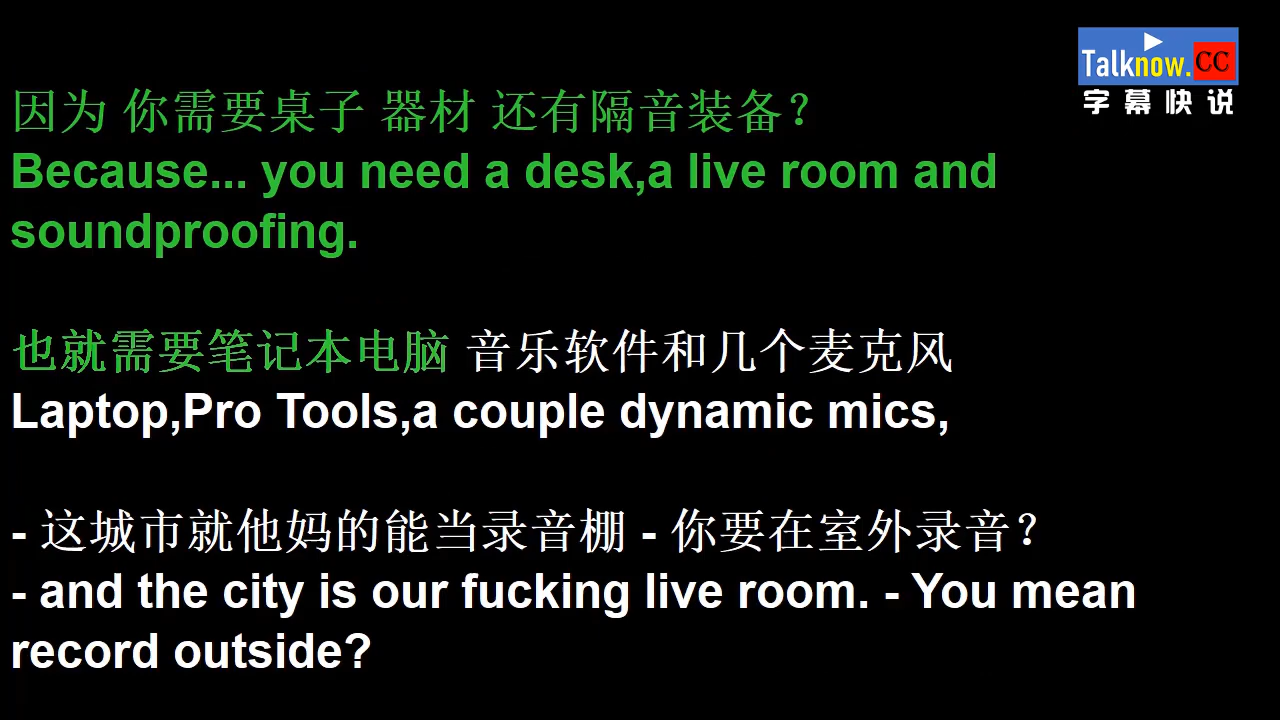 Talknow.CC
字幕快说
因为 你需要桌子 器材 还有隔音装备？
Because... you need a desk,a live room and
soundproofing.
也就需要笔记本电脑 音乐软件和几个麦克风
Laptop,Pro Tools,a couple dynamic mics,
- 这城市就他妈的能当录音棚 - 你要在室外录音？
- and the city is our fucking live room. - You mean
record outside?